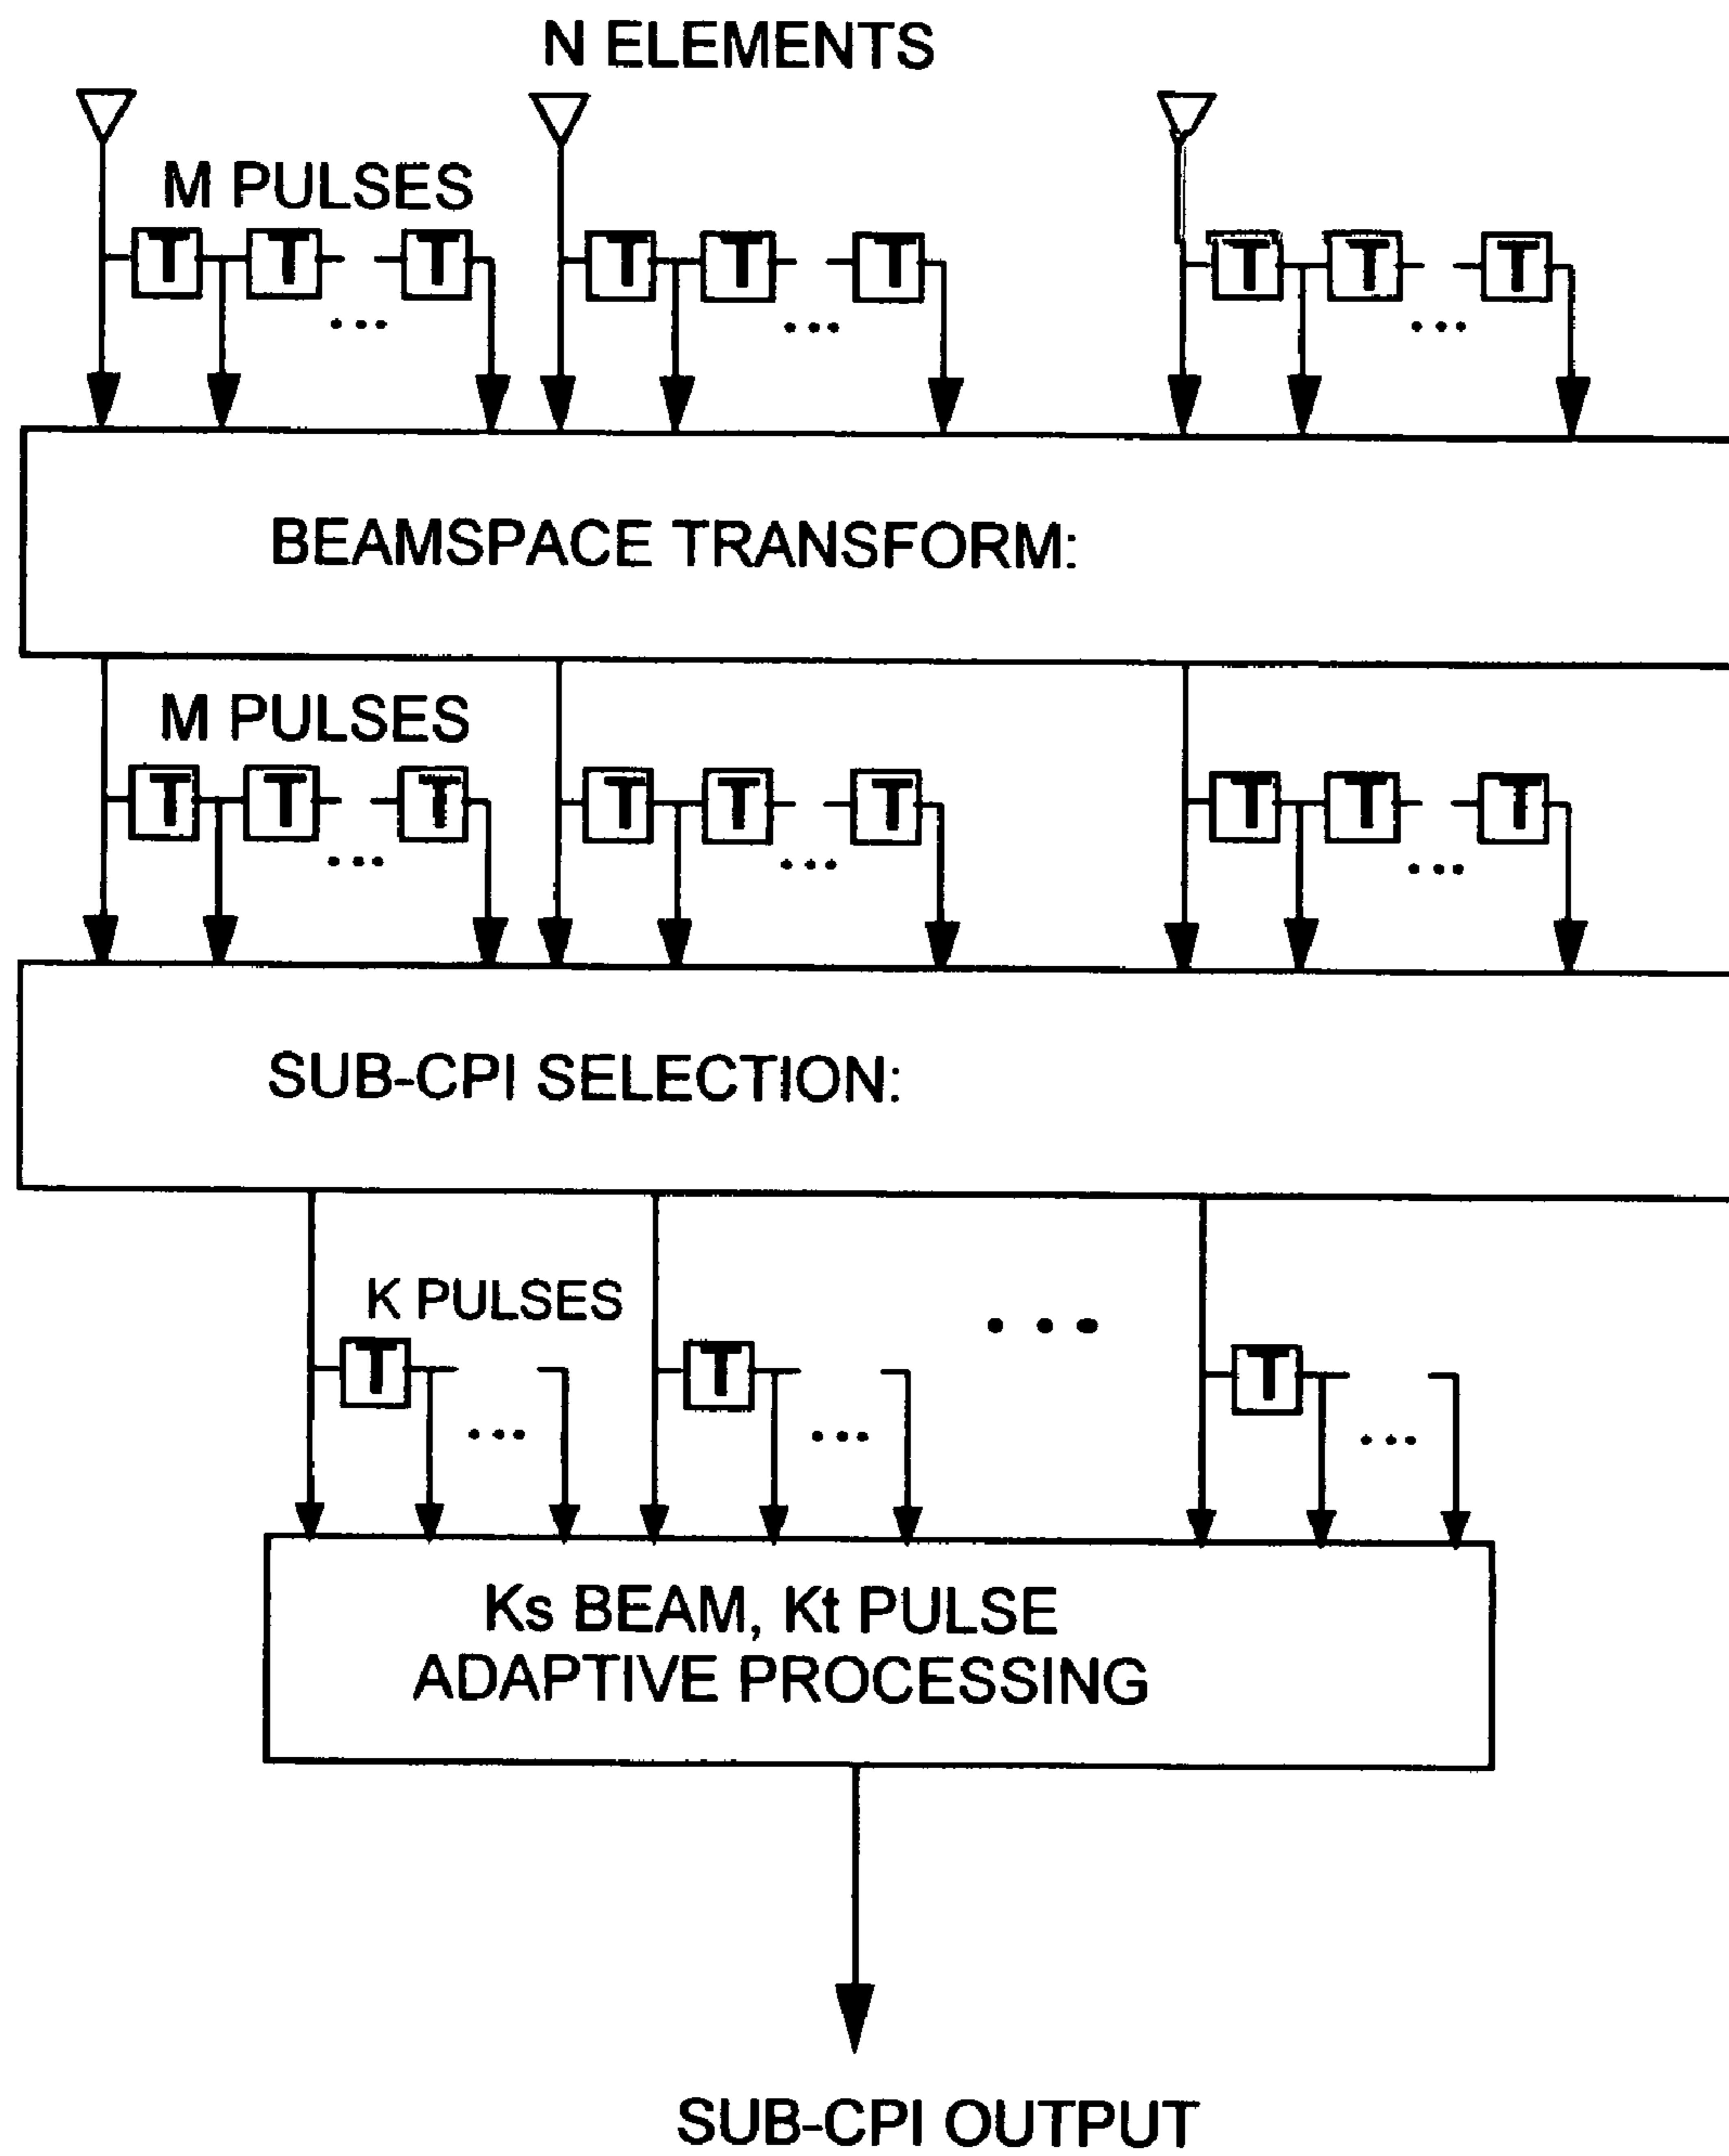 N ELEMENTS
M PULSES
T T T T T T T T T
BEAMSPACE TRANSFORM:
M PULSES
T T T T T T T T T
SUB-CPI SELECTION:
K PULSES
T T T
Ks BEAM, Kt PULSE
ADAPTIVE PROCESSING
SUB-CPI OUTPUT